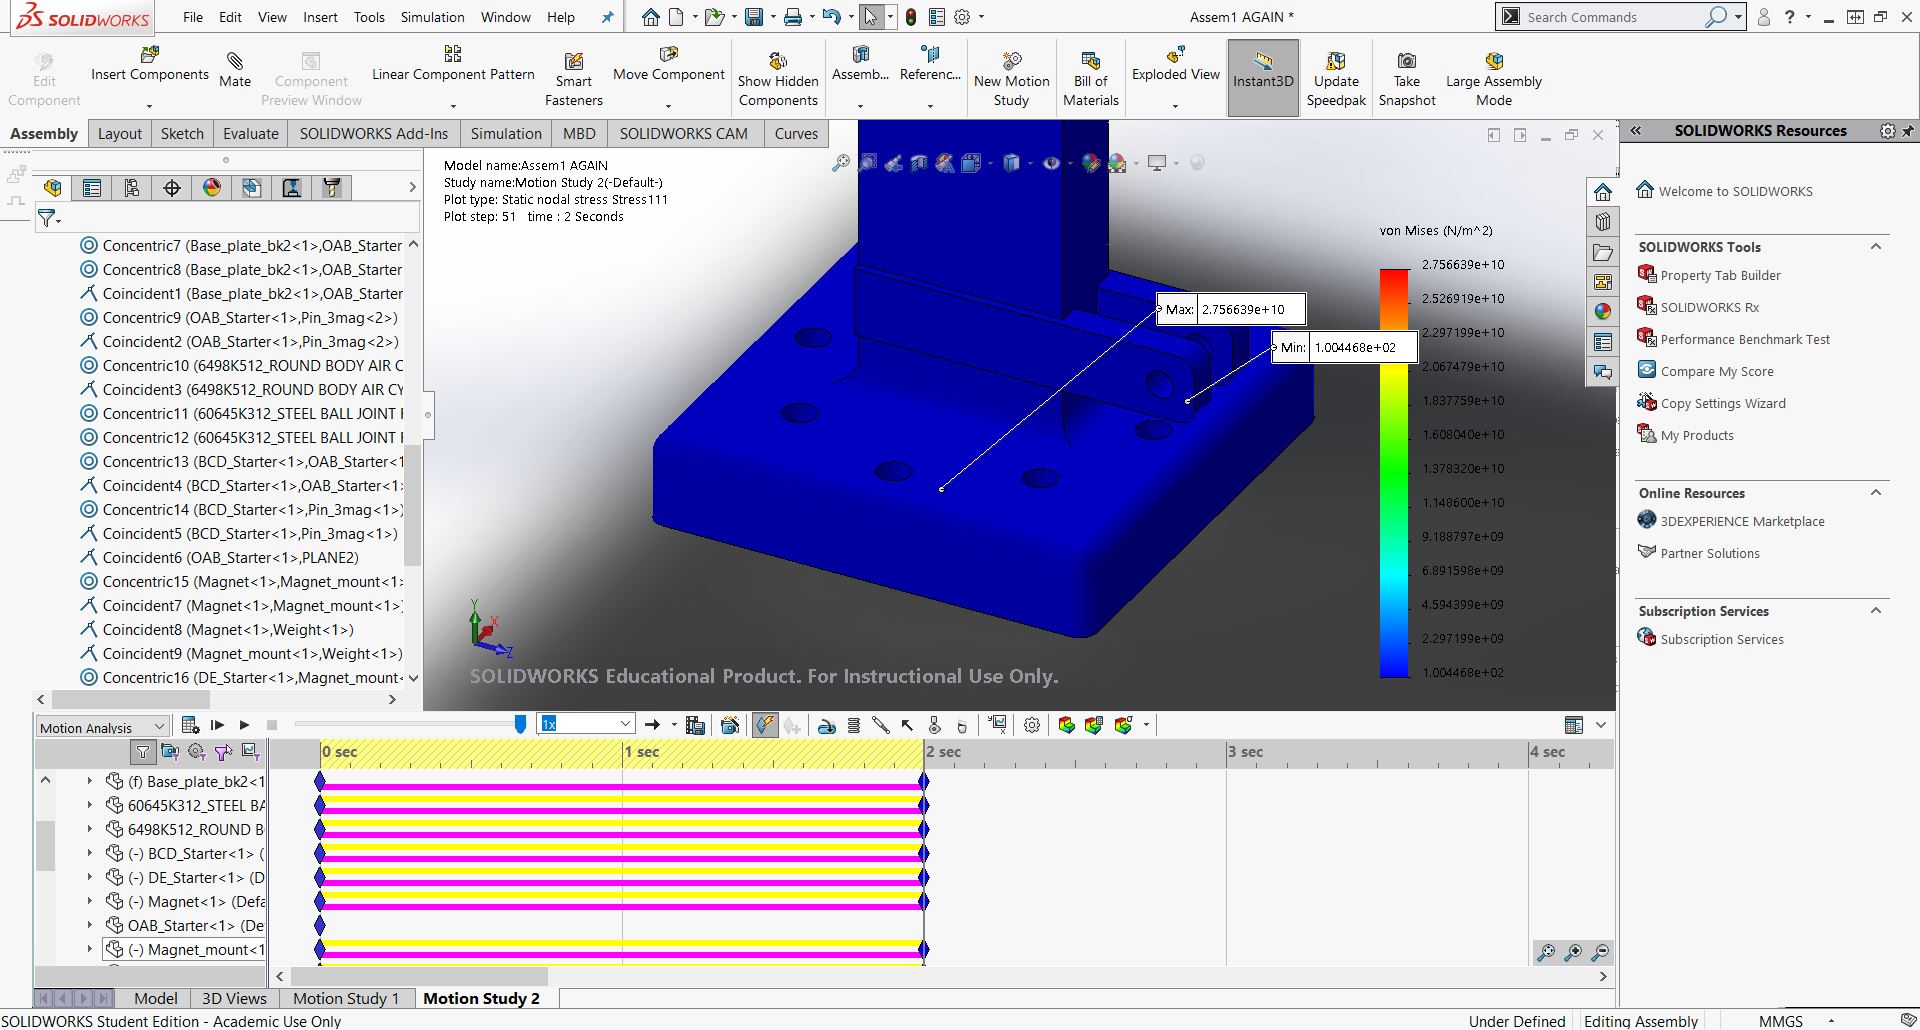 SOLIDWORKS
File Edit View Insert Tools Simulation Window Help
Assem1 AGAIN *
Search Commands
Edit Component
Insert Components
Mate
Component Preview Window
Linear Component Pattern
Smart Fasteners
Move Component
Show Hidden Components
Assemb...
Referenc...
New Motion Study
Bill of Materials
Exploded View
Instant3D
Update Speedpak
Take Snapshot
Large Assembly Mode
Assembly Layout Sketch Evaluate SOLIDWORKS Add-Ins Simulation MBD SOLIDWORKS CAM Curves
Concentric7 (Base_plate_bk2<1>,OAB_Starter
Concentric8 (Base_plate_bk2<1>,OAB_Starter
Coincident1 (Base_plate_bk2<1>,OAB_Starter
Concentric9 (OAB_Starter<1>,Pin_3mag<2>)
Coincident2 (OAB_Starter<1>,Pin_3mag<2>)
Concentric10 (6498K512_ROUND BODY AIR CY
Coincident3 (6498K512_ROUND BODY AIR CY
Concentric11 (60645K312_STEEL BALL JOINT
Concentric12 (60645K312_STEEL BALL JOINT
Concentric13 (BCD_Starter<1>,OAB_Starter<1
Coincident4 (BCD_Starter<1>,OAB_Starter<1
Concentric14 (BCD_Starter<1>,Pin_3mag<1>)
Coincident5 (BCD_Starter<1>,Pin_3mag<1>)
Coincident6 (OAB_Starter<1>,PLANE2)
Concentric15 (Magnet<1>,Magnet_mount<1>
Coincident7 (Magnet<1>,Magnet_mount<1>
Coincident8 (Magnet<1>,Weight<1>)
Coincident9 (Magnet_mount<1>,Weight<1>)
Concentric16 (DE_Starter<1>,Magnet_mount<
Model name:Assem1 AGAIN
Study name:Motion Study 2(-Default-)
Plot type: Static nodal stress Stress111
Plot step: 51 time : 2 Seconds
Max: 2.756639e+10
Min: 1.004468e+02
von Mises (N/m^2)
2.756639e+10
2.526919e+10
2.297199e+10
2.067479e+10
1.837759e+10
1.608040e+10
1.378320e+10
1.148600e+10
9.188797e+09
6.891598e+09
4.594399e+09
2.297199e+09
1.004468e+02
Y
X
Z
SOLIDWORKS Educational Product. For Instructional Use Only.
SOLIDWORKS Resources
Welcome to SOLIDWORKS
SOLIDWORKS Tools
Property Tab Builder
SOLIDWORKS Rx
Performance Benchmark Test
Compare My Score
Copy Settings Wizard
My Products
Online Resources
3DEXPERIENCE Marketplace
Partner Solutions
Subscription Services
Subscription Services
Motion Analysis
1x
0 sec 1 sec 2 sec 3 sec 4 sec
(f) Base_plate_bk2<1
60645K312_STEEL BA
6498K512_ROUND B
(-) BCD_Starter<1> (
(-) DE_Starter<1> (D
(-) Magnet<1> (Defa
OAB_Starter<1> (De
(-) Magnet_mount<1
Model 3D Views Motion Study 1 Motion Study 2
SOLIDWORKS Student Edition - Academic Use Only
Under Defined Editing Assembly MMGS